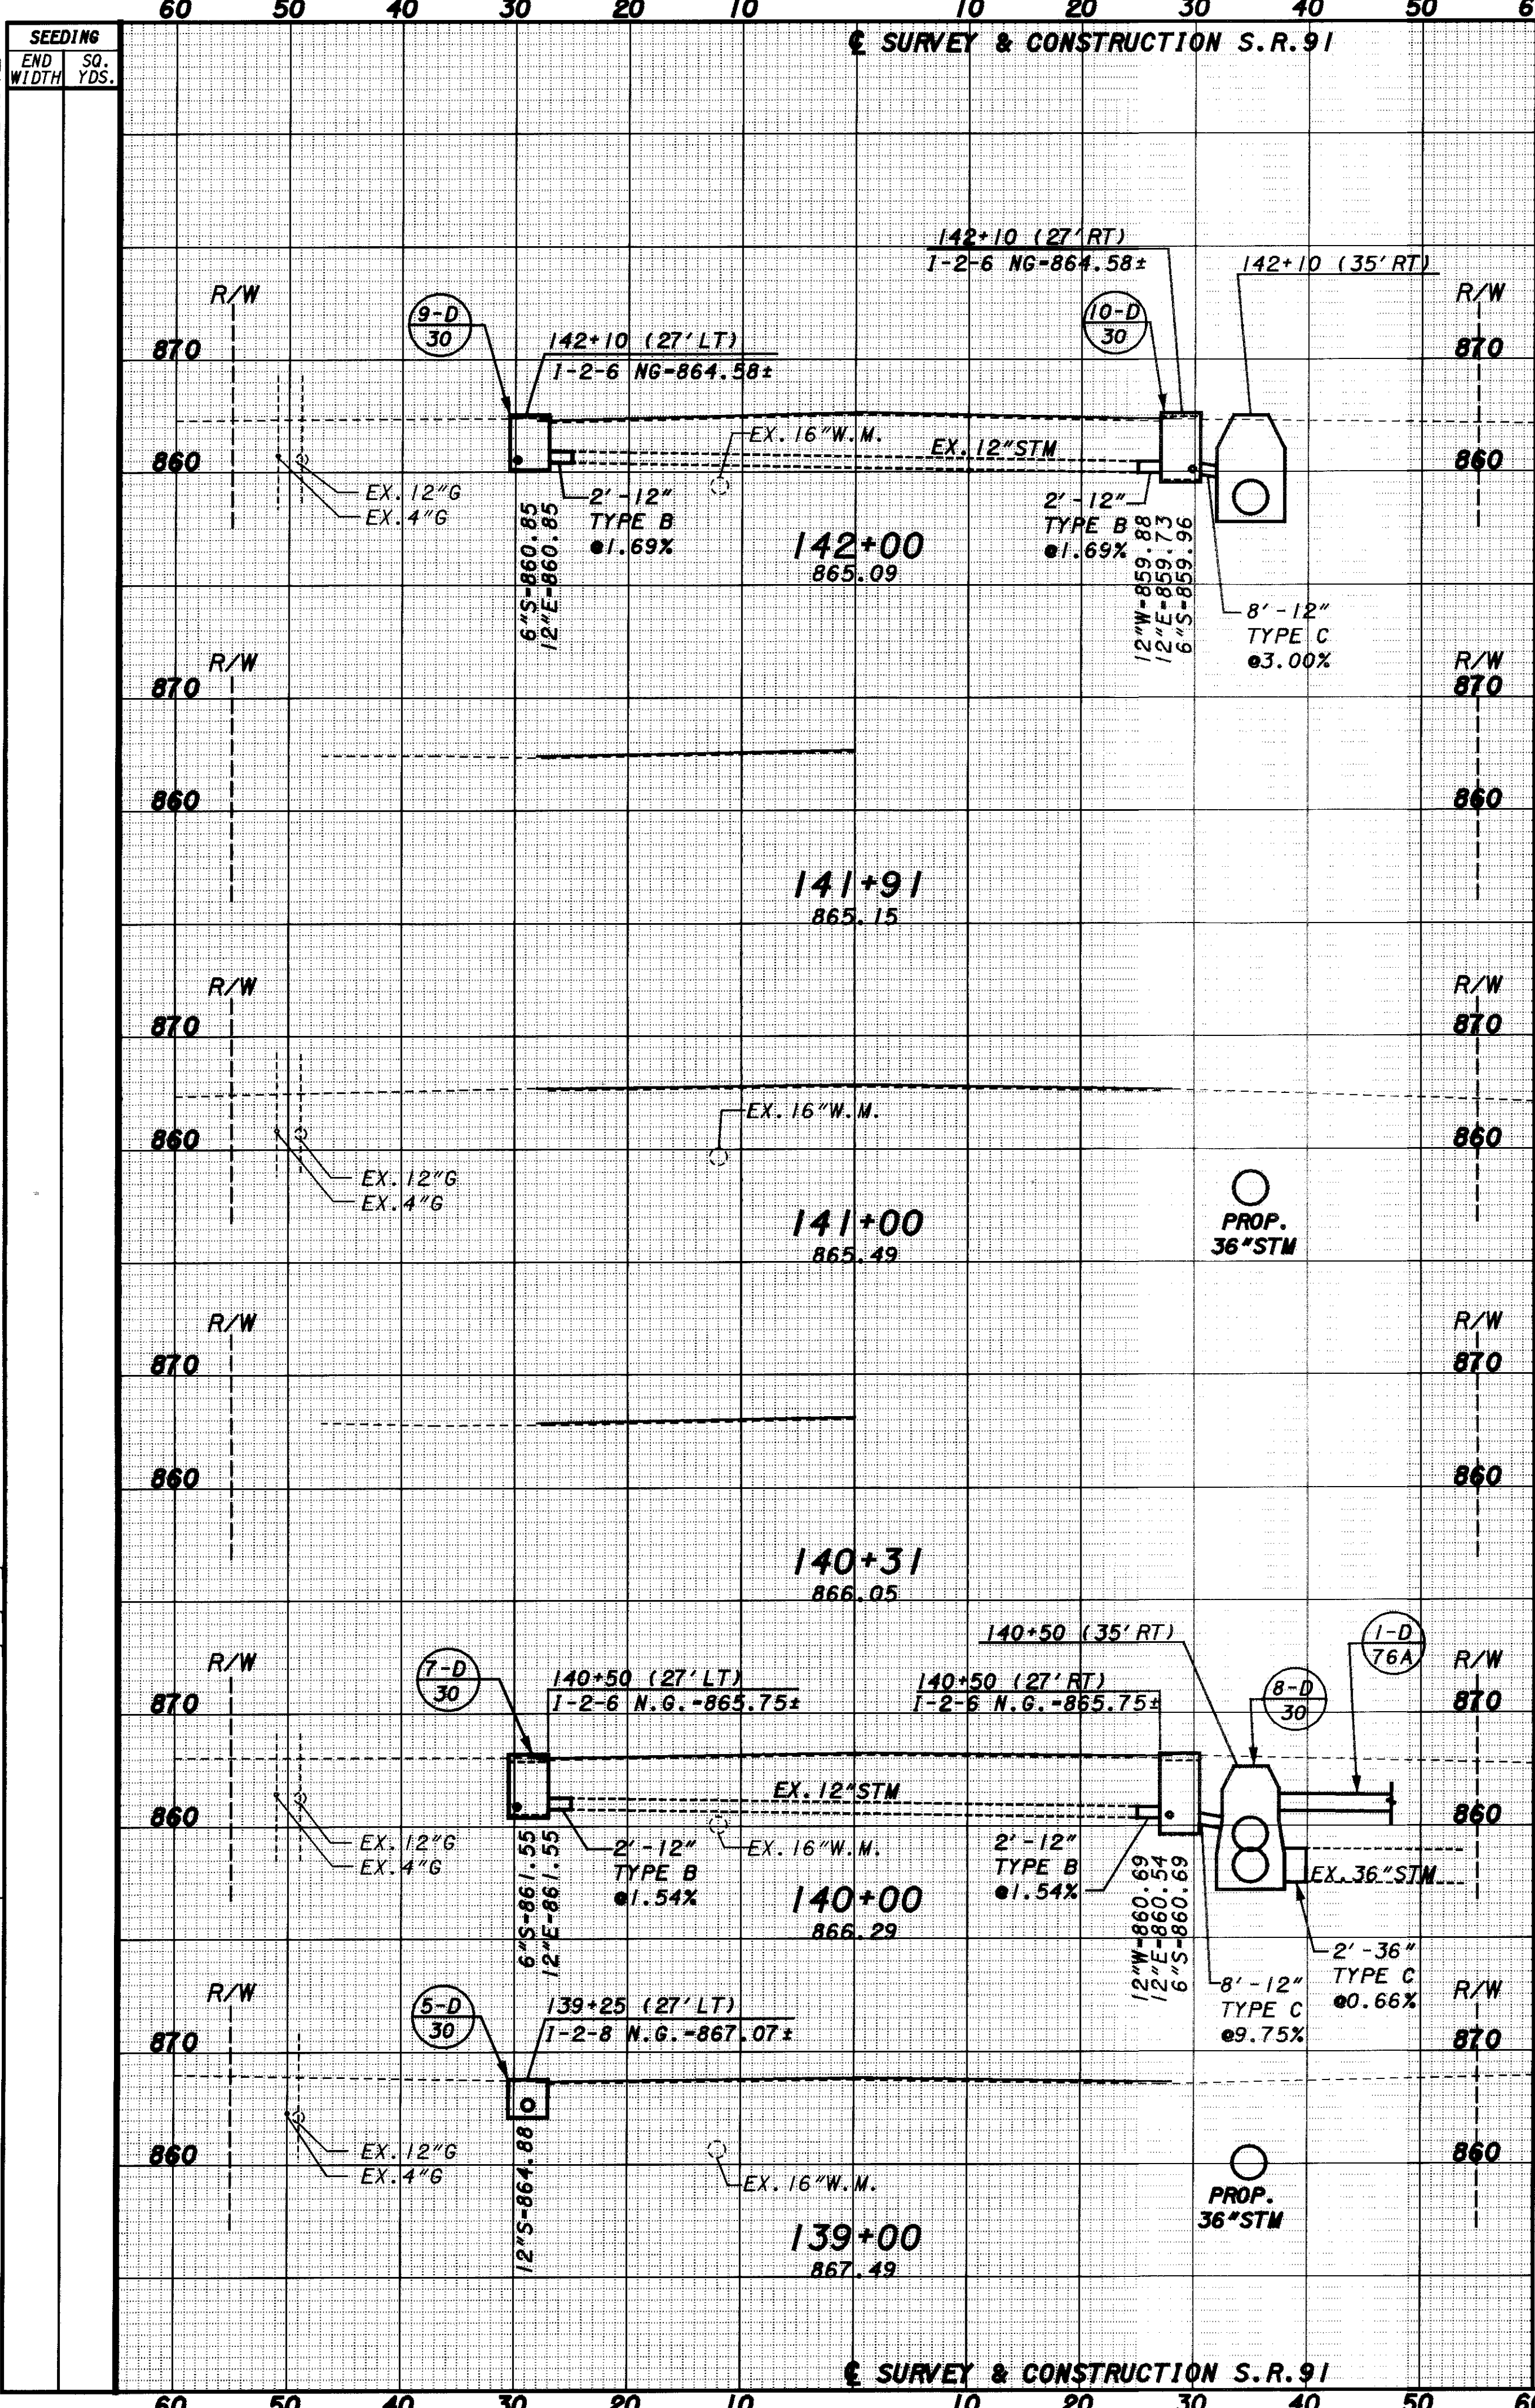 60 50 40 30 20 10 10 20 30 40 50 6
SEEDING
END WIDTH
SQ. YDS.
℄ SURVEY & CONSTRUCTION S.R.91
142+10 (27' RT)
I-2-6 NG=864.58±
142+10 (35' RT)
R/W
R/W
9-D
30
142+10 (27' LT)
I-2-6 NG=864.58±
10-D
30
870
870
EX. 16"W.M.
EX. 12"STM
860
860
EX. 12"G
EX. 4"G
2'-12"
TYPE B
@1.69%
2'-12"
TYPE B
@1.69%
6"S=860.85
12"E=860.85
12"W=859.88
12"E=859.73
6"S=859.96
142+00
865.09
8'-12"
TYPE C
@3.00%
R/W
R/W
870
870
860
860
141+91
865.15
R/W
R/W
870
870
EX. 16"W.M.
860
860
EX. 12"G
EX. 4"G
141+00
865.49
PROP.
36"STM
R/W
R/W
870
870
860
860
140+31
866.05
140+50 (35' RT)
1-D
76A
R/W
R/W
7-D
30
140+50 (27' LT)
I-2-6 N.G.=865.75±
140+50 (27' RT)
I-2-6 N.G.=865.75±
8-D
30
870
870
EX. 12"STM
860
860
EX. 12"G
EX. 4"G
2'-12"
TYPE B
@1.54%
EX. 16"W.M.
2'-12"
TYPE B
@1.54%
EX. 36"STM
6"S=861.55
12"E=861.55
12"W=860.69
12"E=860.54
6"S=860.69
140+00
866.29
2'-36"
TYPE C
@0.66%
8'-12"
TYPE C
@9.75%
R/W
R/W
5-D
30
139+25 (27' LT)
I-2-8 N.G.=867.07±
870
870
860
860
EX. 12"G
EX. 4"G
12"S=864.88
EX. 16"W.M.
PROP.
36"STM
139+00
867.49
℄ SURVEY & CONSTRUCTION S.R.91
60 50 40 30 20 10 10 20 30 40 50 6